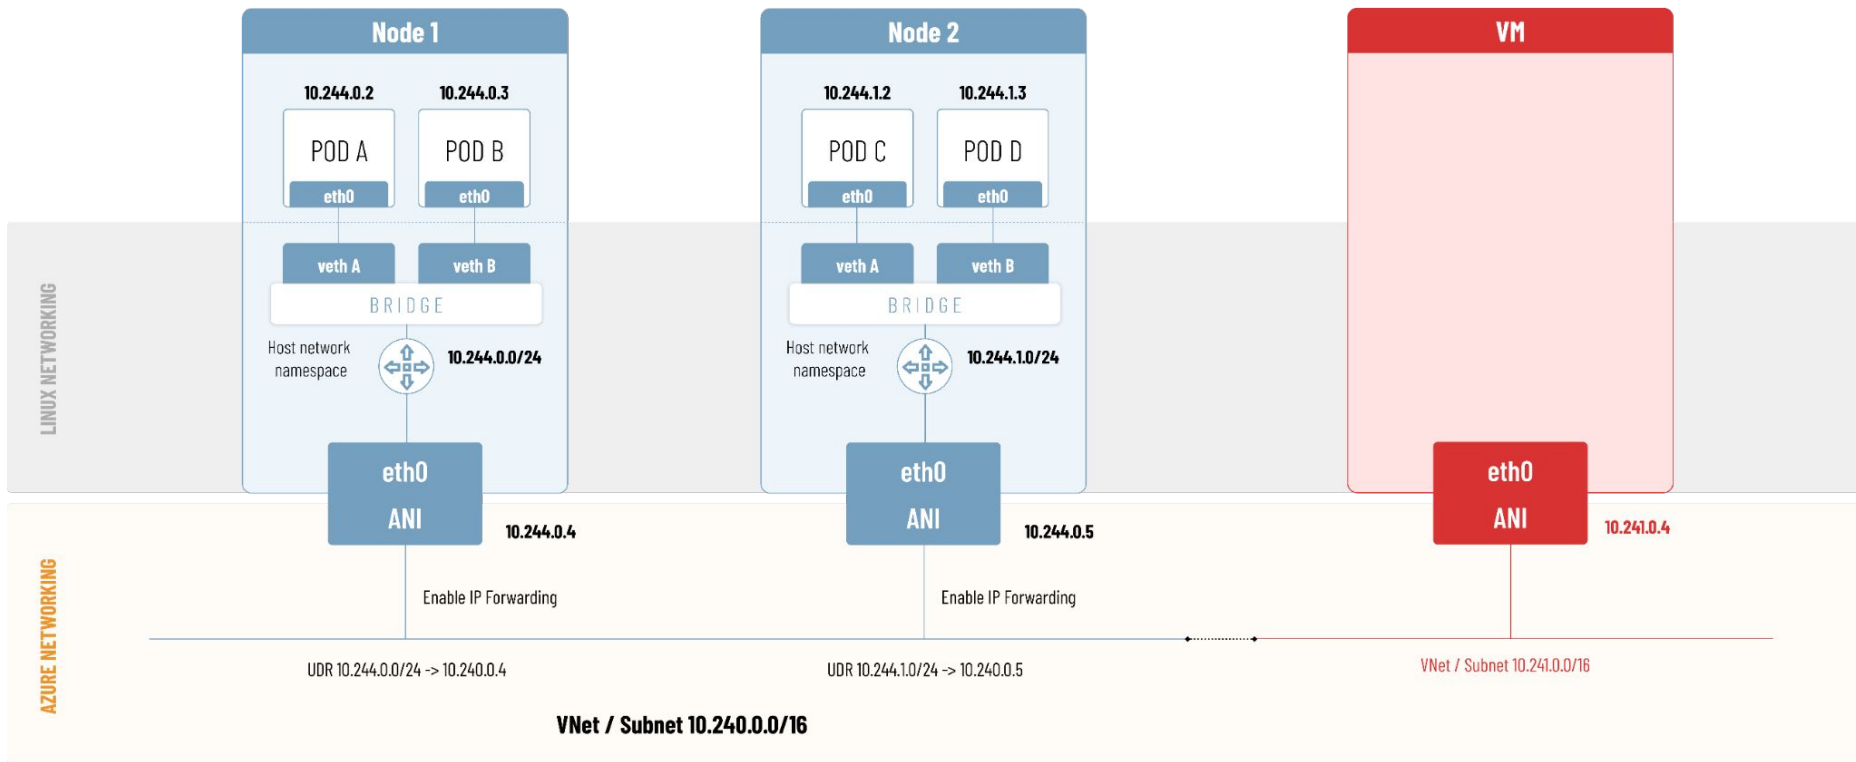 Node 1
Node 2
VM
10.244.0.2
10.244.0.3
10.244.1.2
10.244.1.3
POD A
POD B
POD C
POD D
eth0
eth0
eth0
eth0
veth A
veth B
veth A
veth B
BRIDGE
BRIDGE
LINUX NETWORKING
Host network
namespace
10.244.0.0/24
Host network
namespace
10.244.1.0/24
eth0
ANI
10.244.0.4
eth0
ANI
10.244.0.5
eth0
ANI
10.241.0.4
AZURE NETWORKING
Enable IP Forwarding
Enable IP Forwarding
UDR 10.244.0.0/24 -> 10.240.0.4
UDR 10.244.1.0/24 -> 10.240.0.5
VNet / Subnet 10.241.0.0/16
VNet / Subnet 10.240.0.0/16